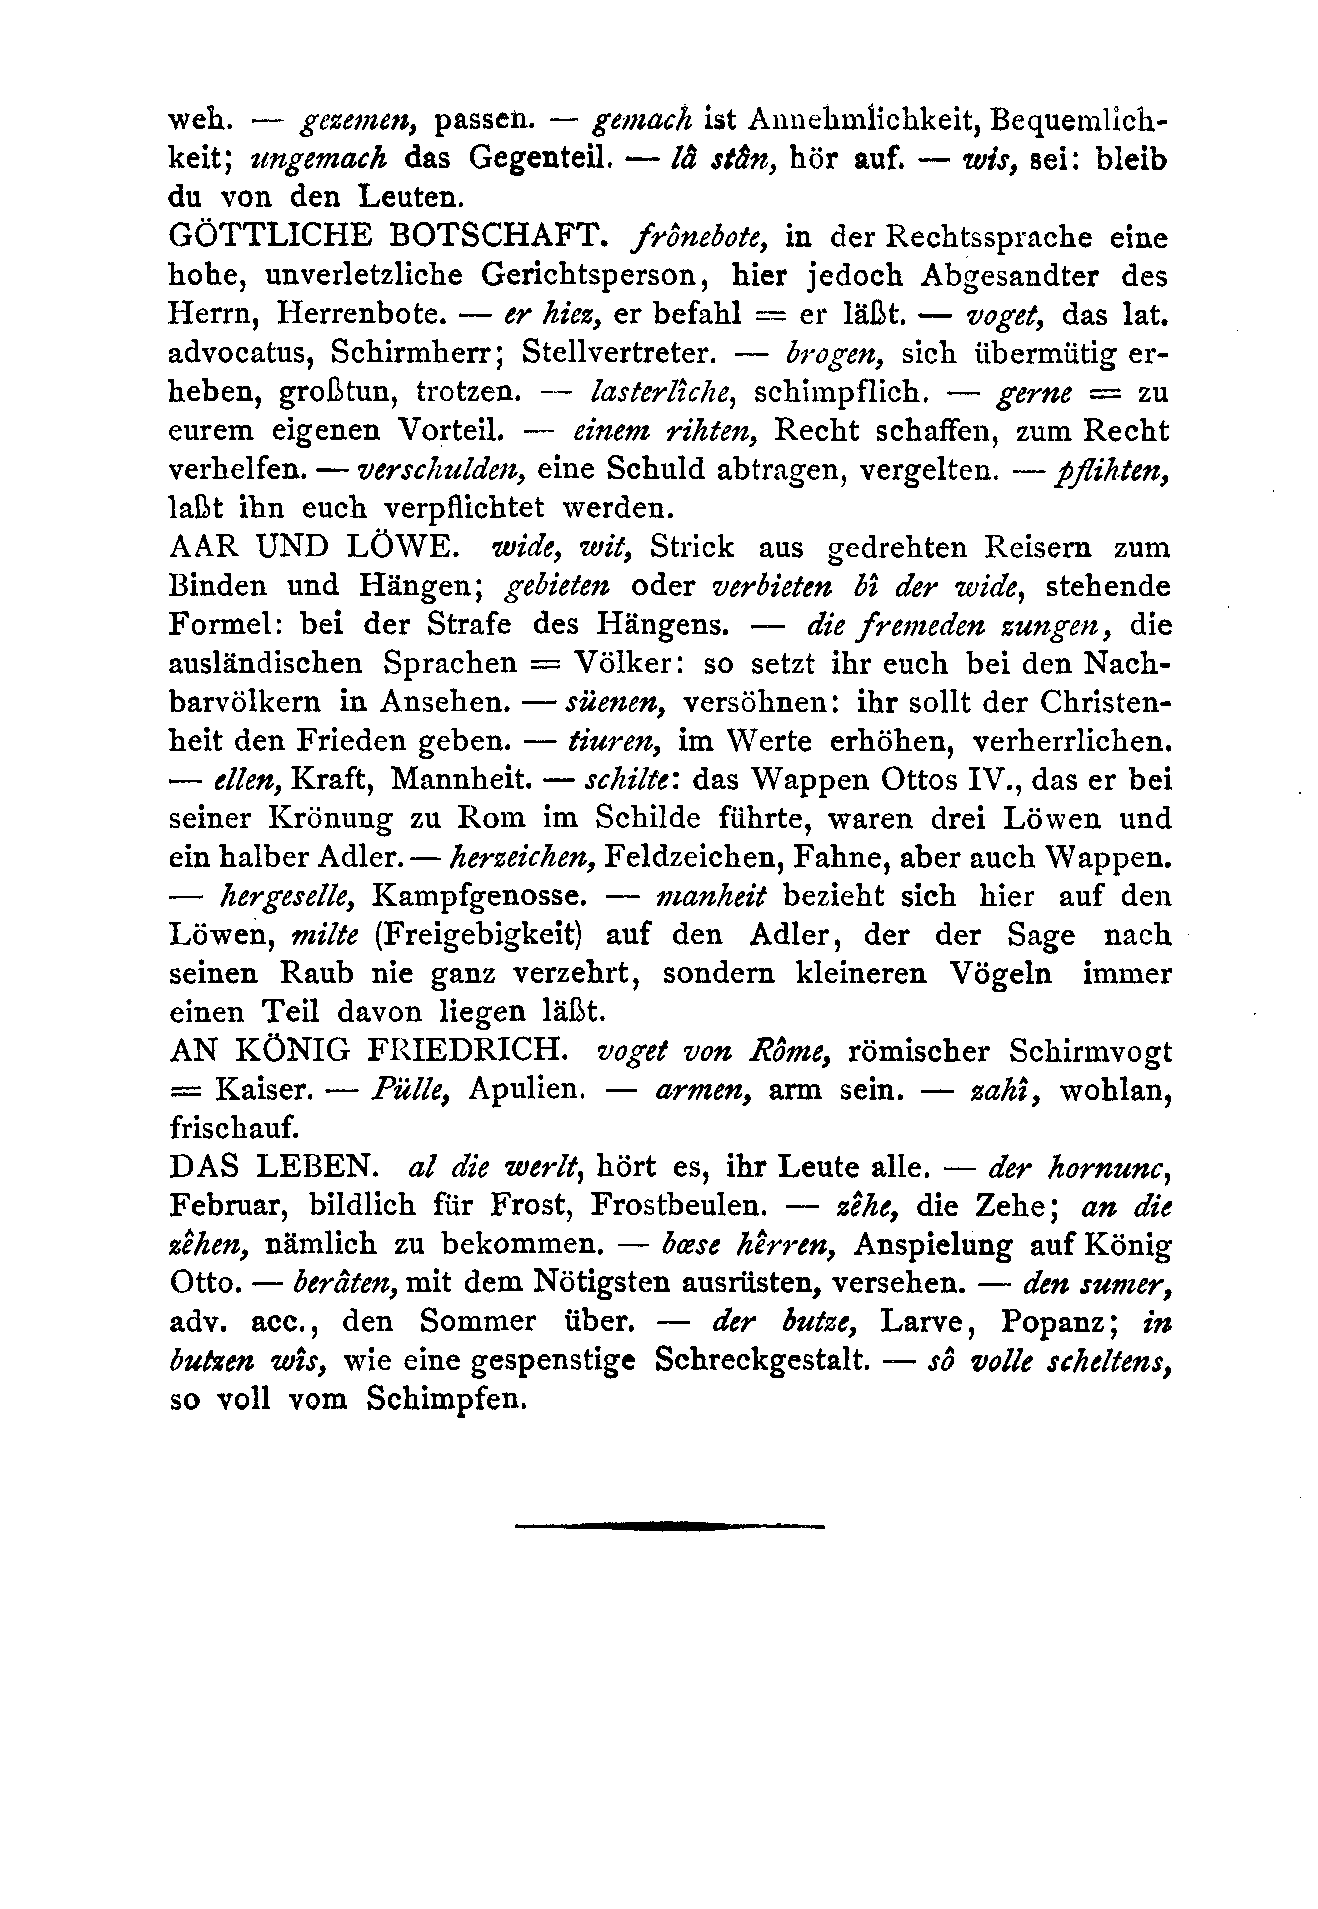 weh. — gezemen, passen. — gemach ist Annehmlichkeit, Bequemlich-
keit; ungemach das Gegenteil. — lâ stân, hör auf. — wis, sei: bleib
du von den Leuten.
GÖTTLICHE BOTSCHAFT. frônebote, in der Rechtssprache eine
hohe, unverletzliche Gerichtsperson, hier jedoch Abgesandter des
Herrn, Herrenbote. — er hiez, er befahl = er läßt. — voget, das lat.
advocatus, Schirmherr; Stellvertreter. — brogen, sich übermütig er-
heben, großtun, trotzen. — lasterlîche, schimpflich. — gerne = zu
eurem eigenen Vorteil. — einem rihten, Recht schaffen, zum Recht
verhelfen. — verschulden, eine Schuld abtragen, vergelten. — pflihten,
laßt ihn euch verpflichtet werden.
AAR UND LÖWE. wide, wit, Strick aus gedrehten Reisern zum
Binden und Hängen; gebieten oder verbieten bî der wide, stehende
Formel: bei der Strafe des Hängens. — die fremeden zungen, die
ausländischen Sprachen = Völker: so setzt ihr euch bei den Nach-
barvölkern in Ansehen. — süenen, versöhnen: ihr sollt der Christen-
heit den Frieden geben. — tiuren, im Werte erhöhen, verherrlichen.
— ellen, Kraft, Mannheit. — schilte: das Wappen Ottos IV., das er bei
seiner Krönung zu Rom im Schilde führte, waren drei Löwen und
ein halber Adler. — herzeichen, Feldzeichen, Fahne, aber auch Wappen.
— hergeselle, Kampfgenosse. — manheit bezieht sich hier auf den
Löwen, milte (Freigebigkeit) auf den Adler, der der Sage nach
seinen Raub nie ganz verzehrt, sondern kleineren Vögeln immer
einen Teil davon liegen läßt.
AN KÖNIG FRIEDRICH. voget von Rôme, römischer Schirmvogt
= Kaiser. — Pülle, Apulien. — armen, arm sein. — zahî, wohlan,
frischauf.
DAS LEBEN. al die werlt, hört es, ihr Leute alle. — der hornunc,
Februar, bildlich für Frost, Frostbeulen. — zêhe, die Zehe; an die
zêhen, nämlich zu bekommen. — bœse hêrren, Anspielung auf König
Otto. — berâten, mit dem Nötigsten ausrüsten, versehen. — den sumer,
adv. acc., den Sommer über. — der butze, Larve, Popanz; in
butzen wîs, wie eine gespenstige Schreckgestalt. — sô volle scheltens,
so voll vom Schimpfen.